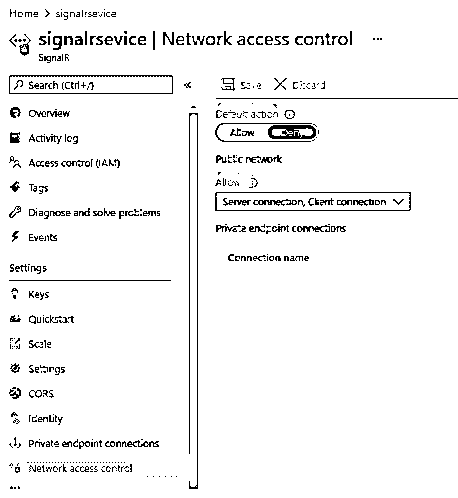 Home > signalrsevice
signalrsevice | Network access control ...
SignalR
Search (Ctrl+/)
«
Overview
Activity log
Access control (IAM)
Tags
Diagnose and solve problems
Events
Settings
Keys
Quickstart
Scale
Settings
CORS
Identity
Private endpoint connections
Network access control
Save Discard
Default action
Allow Deny
Public network
Allow
Server connection, Client connection
Private endpoint connections
Connection name